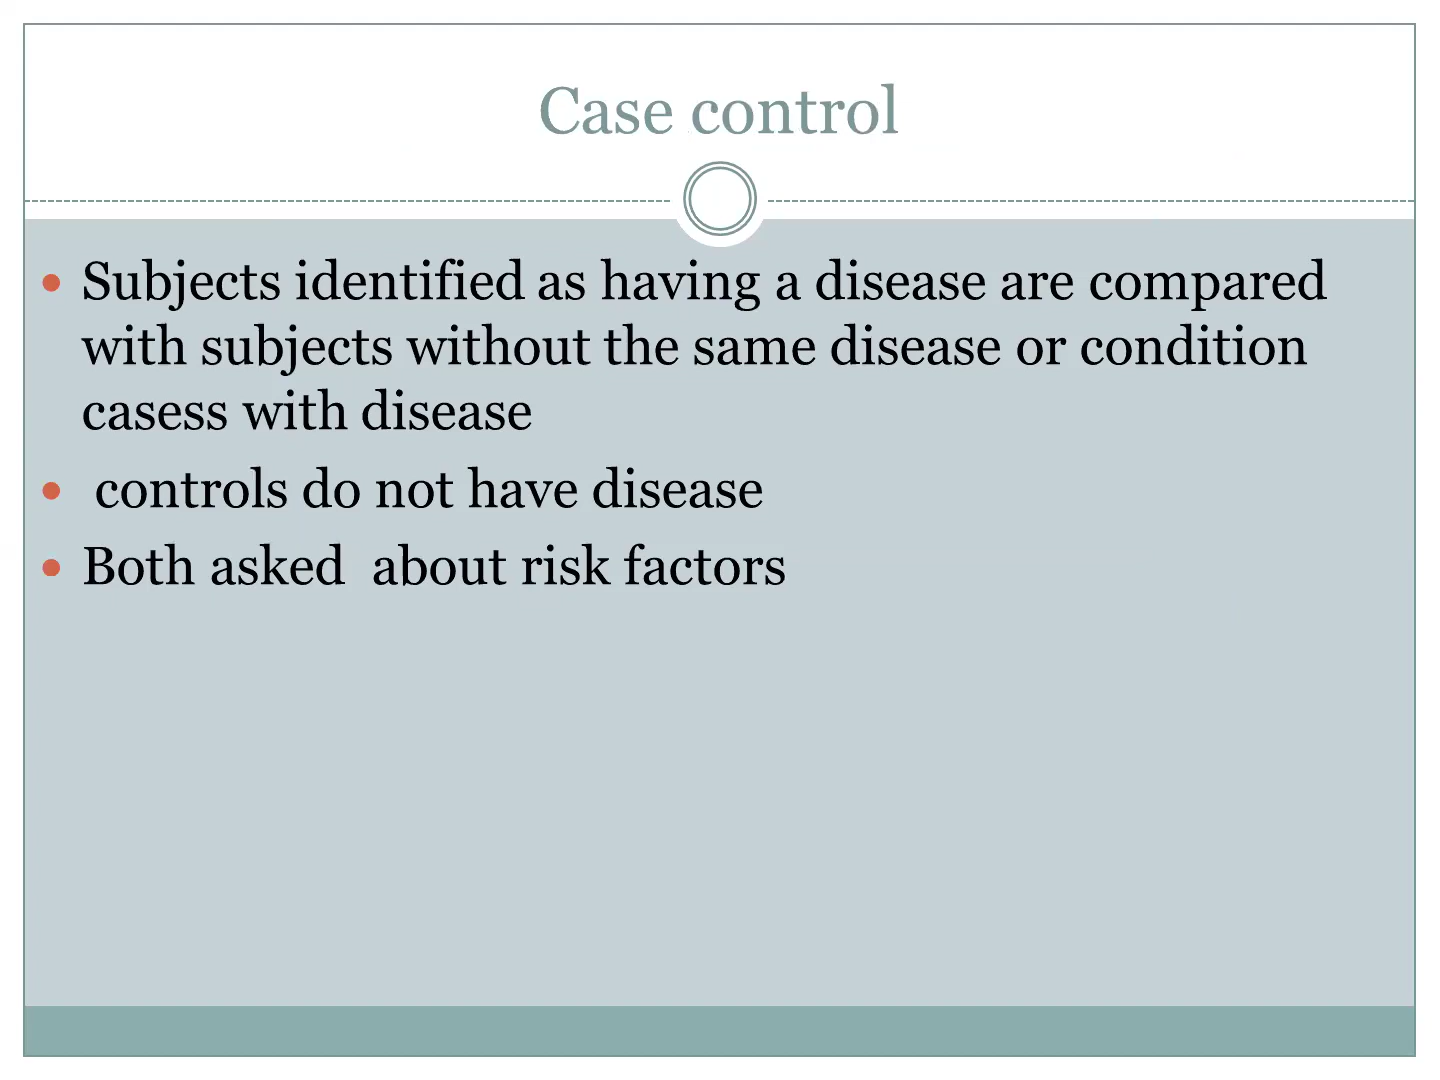 Case control
• Subjects identified as having a disease are compared
with subjects without the same disease or condition
casess with disease
• controls do not have disease
• Both asked  about risk factors